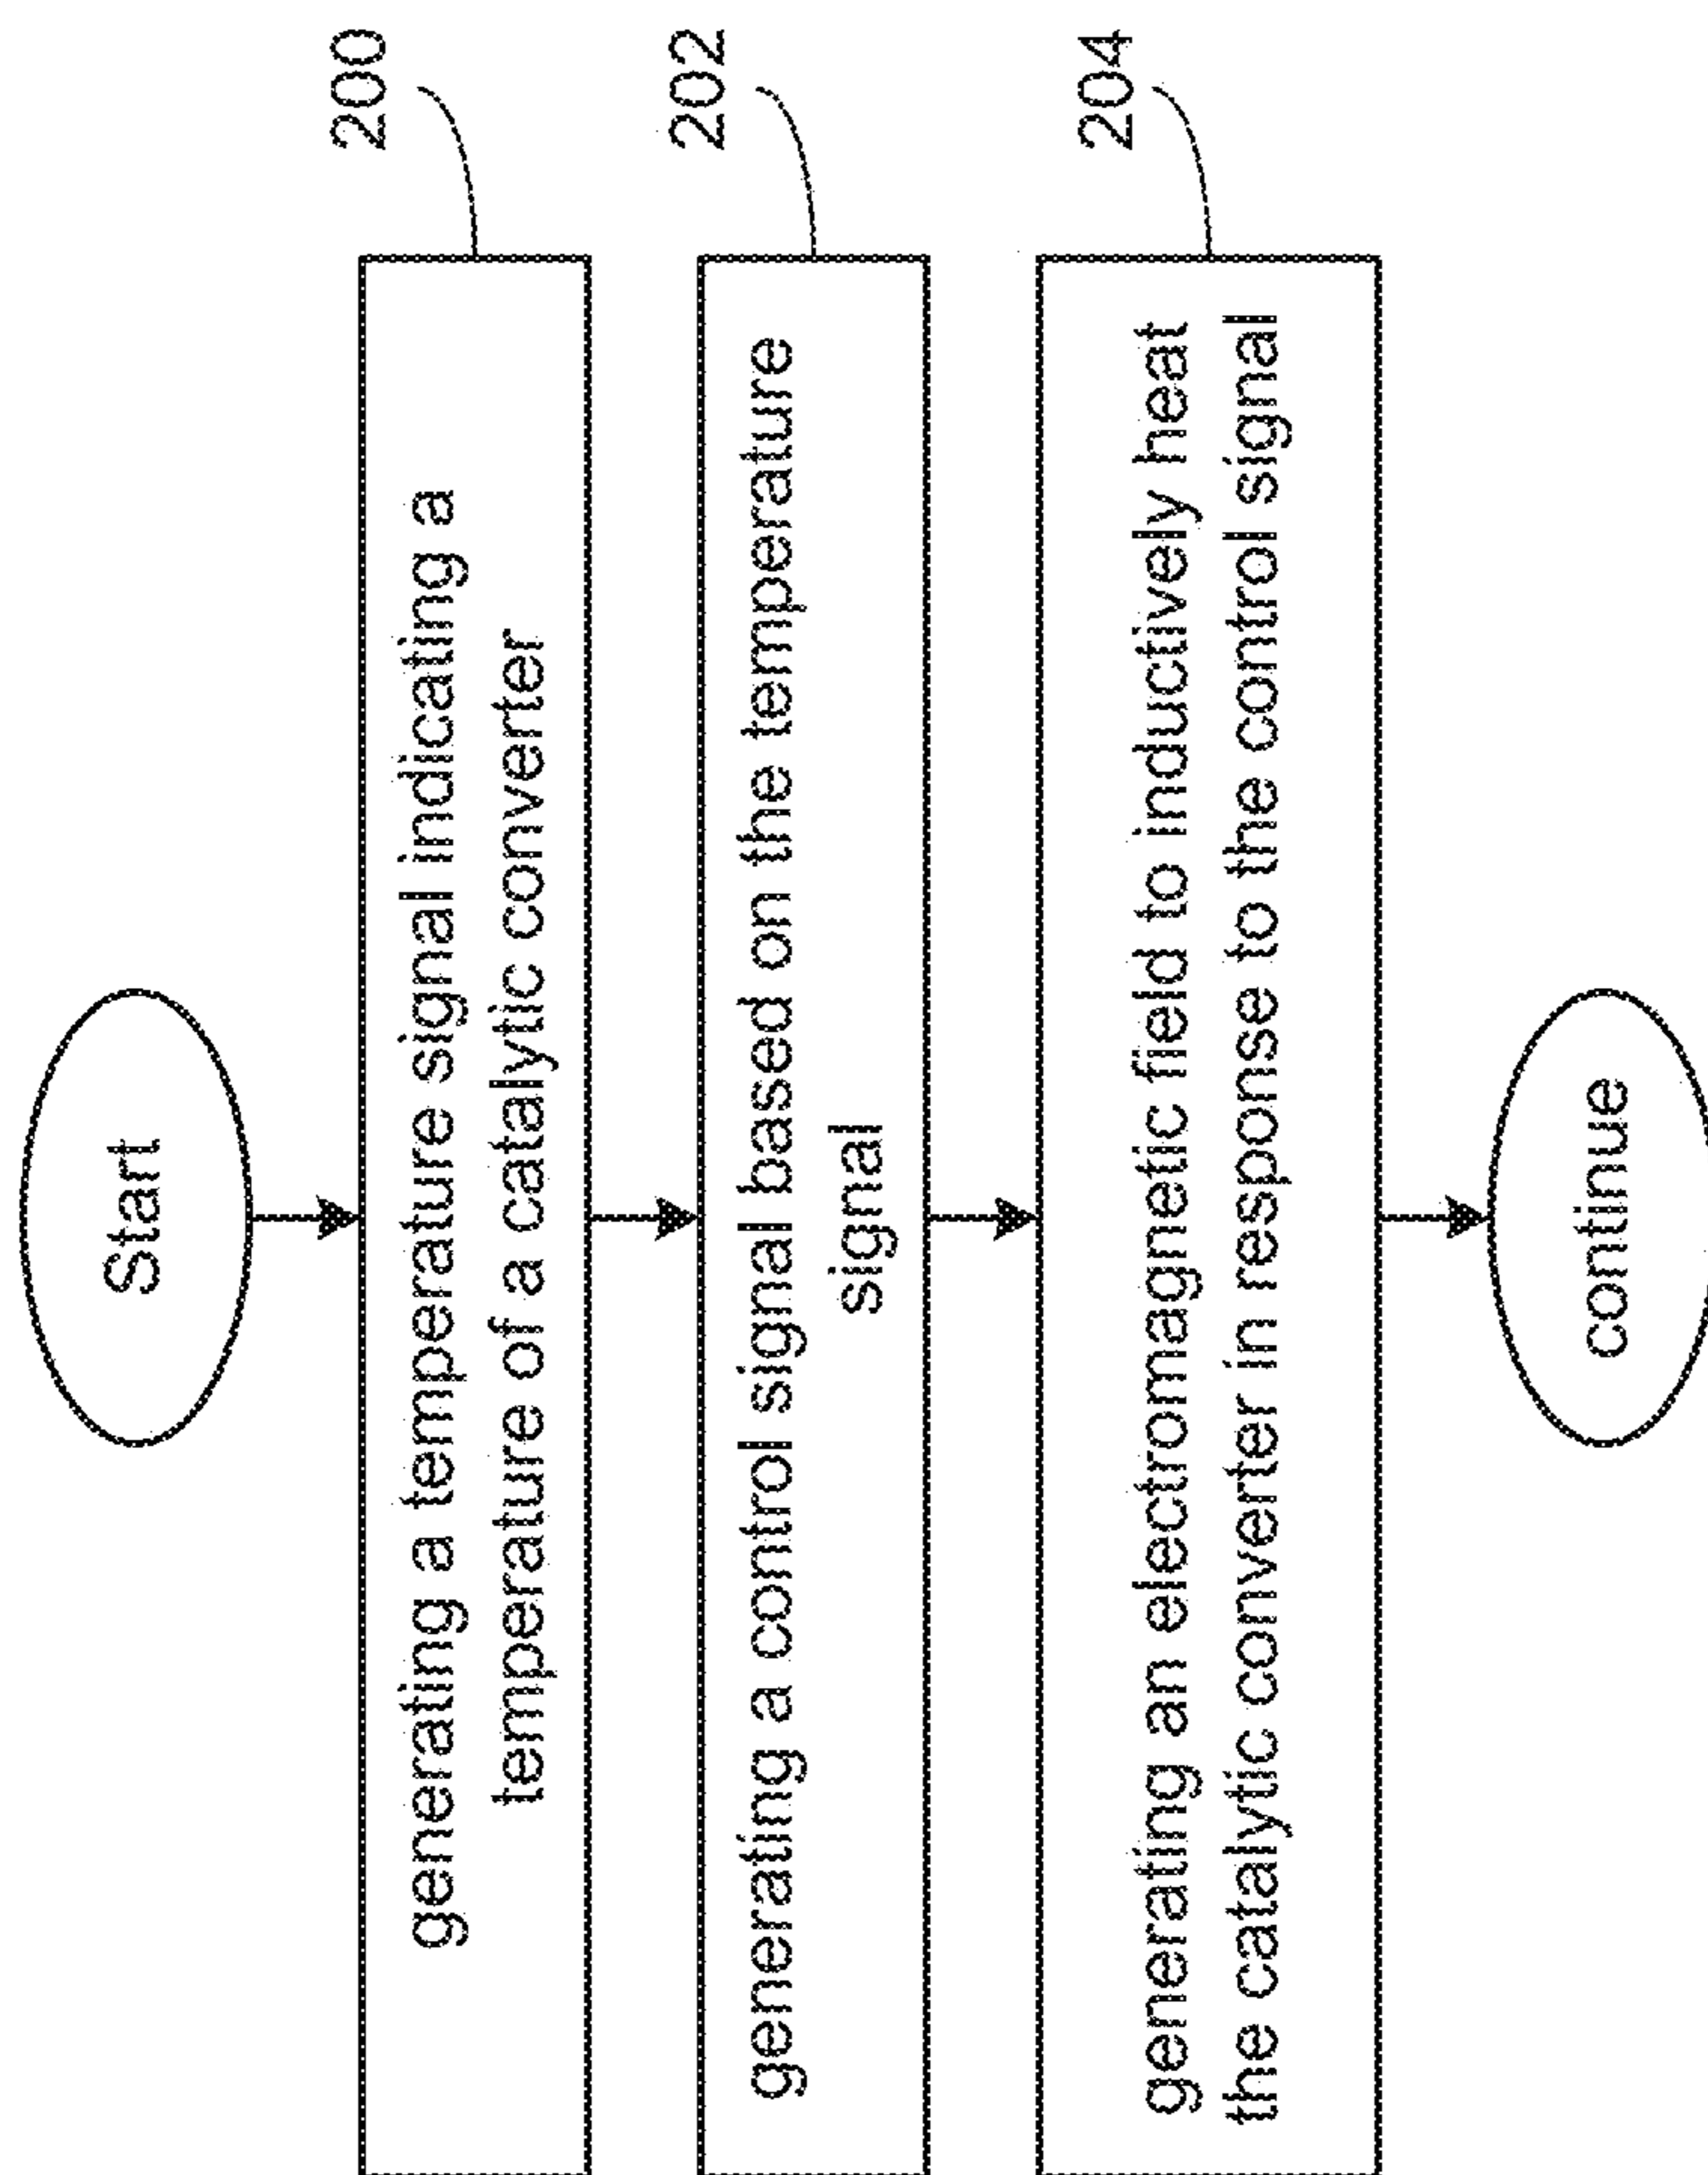 Start
200
generating a temperature signal indicating a
temperature of a catalytic converter
202
generating a control signal based on the temperature
signal
204
generating an electromagnetic field to inductively heat
the catalytic converter in response to the control signal
continue